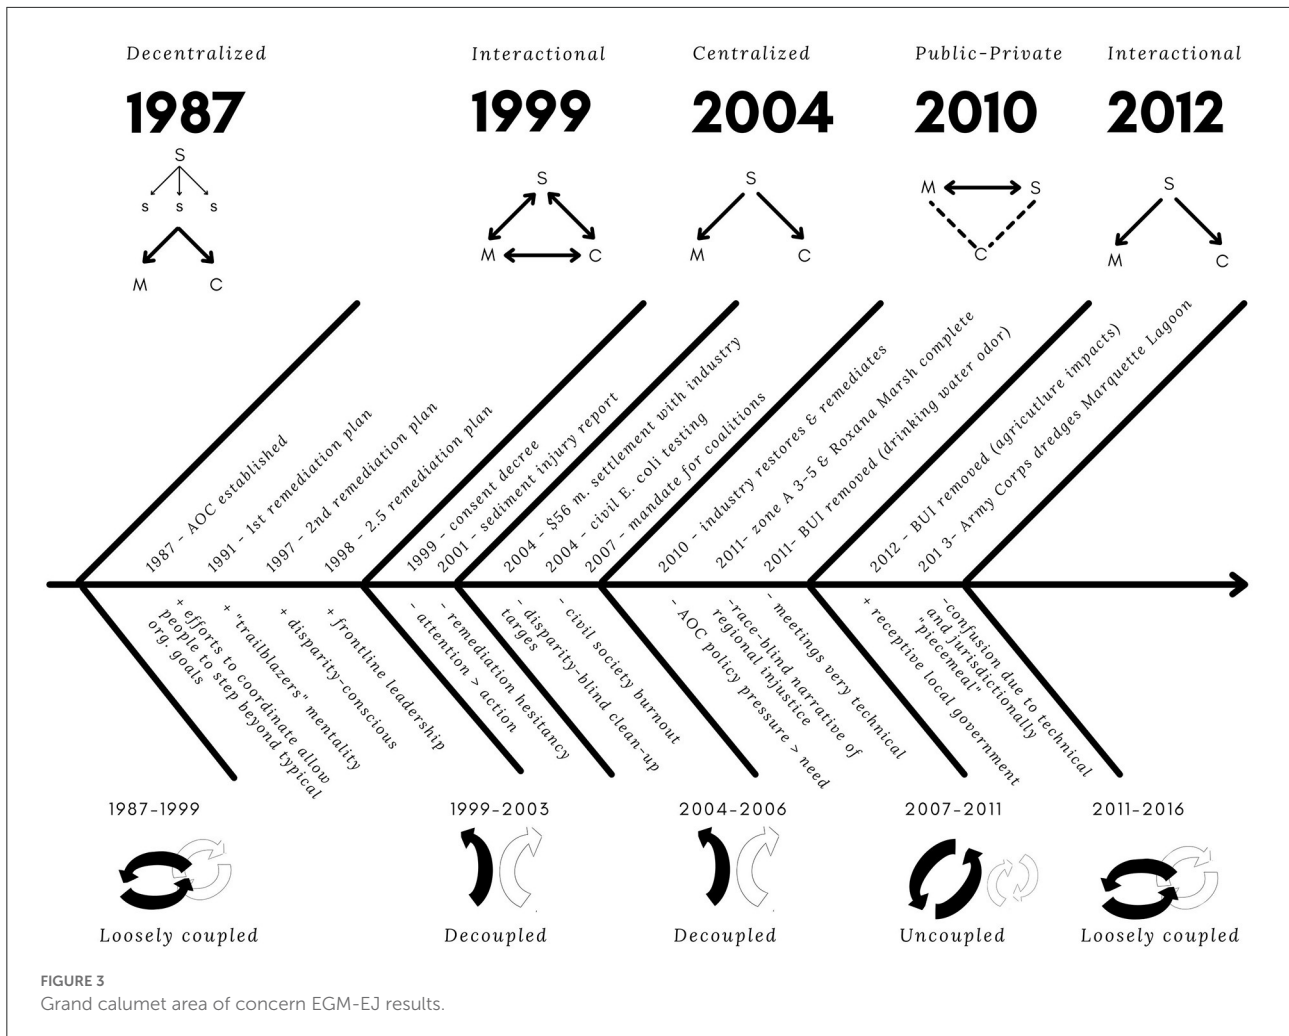 Decentralized
Interactional
Centralized
Public-Private
Interactional
1987
1999
2004
2010
2012
S
s s s
M C
S
M C
S
M C
M S
C
S
M C
1987 - AOC established
1991 - 1st remediation plan
1997 - 2nd remediation plan
1998 - 2.5 remediation plan
1999 - consent decree
2001 - sediment injury report
2004 - $56 m. settlement with industry
2004 - civil E. coli testing
2007 - mandate for coalitions
2010 - industry restores & remediates
2011- zone A 3-5 & Roxana Marsh complete
2011- BUI removed (drinking water odor)
2012 - BUI removed (agricutlure impacts)
201 3- Army Corps dredges Marquette Lagoon
+ efforts to coordinate allow
people to step beyond typical
org. goals
+ "trailblazers" mentality
+ disparity-conscious
+ frontline leadership
- attention > action
- remediation hesitancy
- disparity-blind clean-up
targets
- civil society burnout
- AOC policy pressure > need
-race-blind narrative of
regional injustice
- meetings very technical
+ receptive local government
-confusion due to technical
and jurisdictionally
"piecemeal"
1987-1999
1999-2003
2004-2006
2007-2011
2011-2016
Loosely coupled
Decoupled
Decoupled
Uncoupled
Loosely coupled
FIGURE 3
Grand calumet area of concern EGM-EJ results.